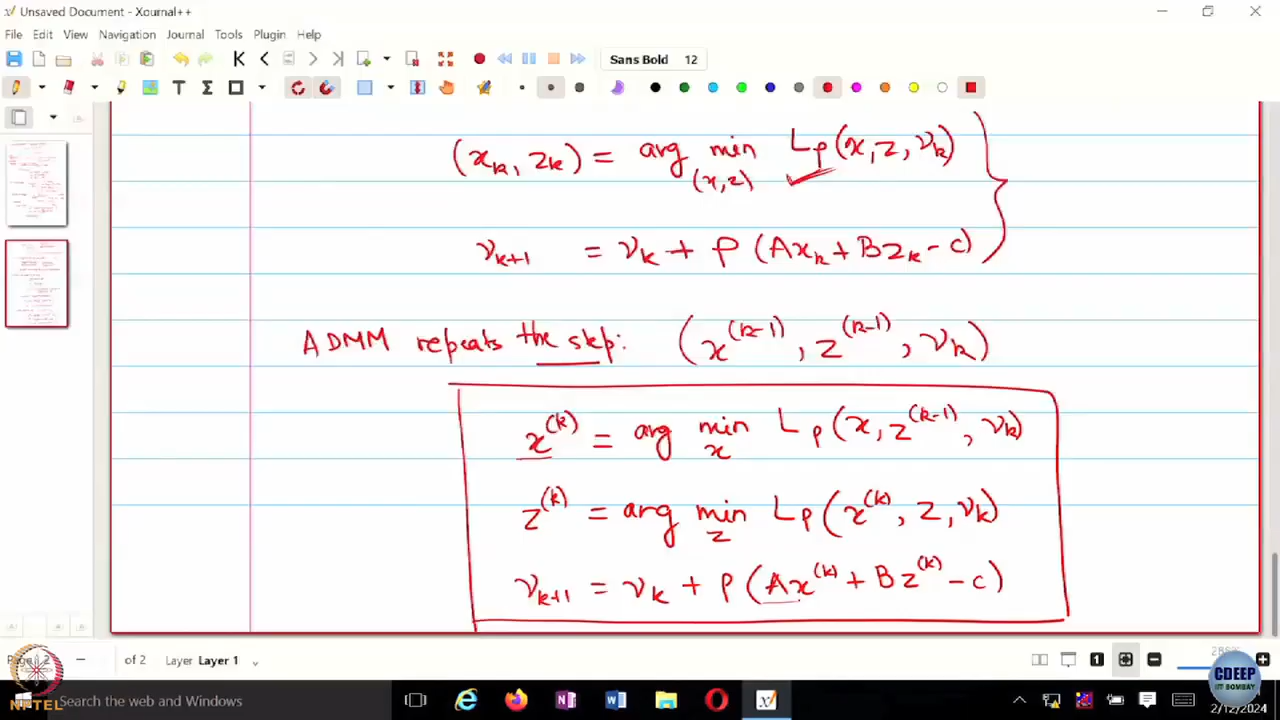 Unsaved Document - Xournal++
File Edit View Navigation Journal Tools Plugin Help
Sans Bold 12
(x_k, z_k) = arg min_(x,z) L_ρ(x, z, ν_k)
ν_{k+1} = ν_k + ρ(Ax_k + Bz_k - c)
ADMM repeats the step: (x^(k-1), z^(k-1), ν_k)
x^(k) = arg min_x L_ρ(x, z^(k-1), ν_k)
z^(k) = arg min_z L_ρ(x^(k), z, ν_k)
ν_{k+1} = ν_k + ρ(Ax^(k) + Bz^(k) - c)
of 2 Layer Layer 1
NPTEL
Search the web and Windows
CDEEP
IIT BOMBAY
2/12/2024